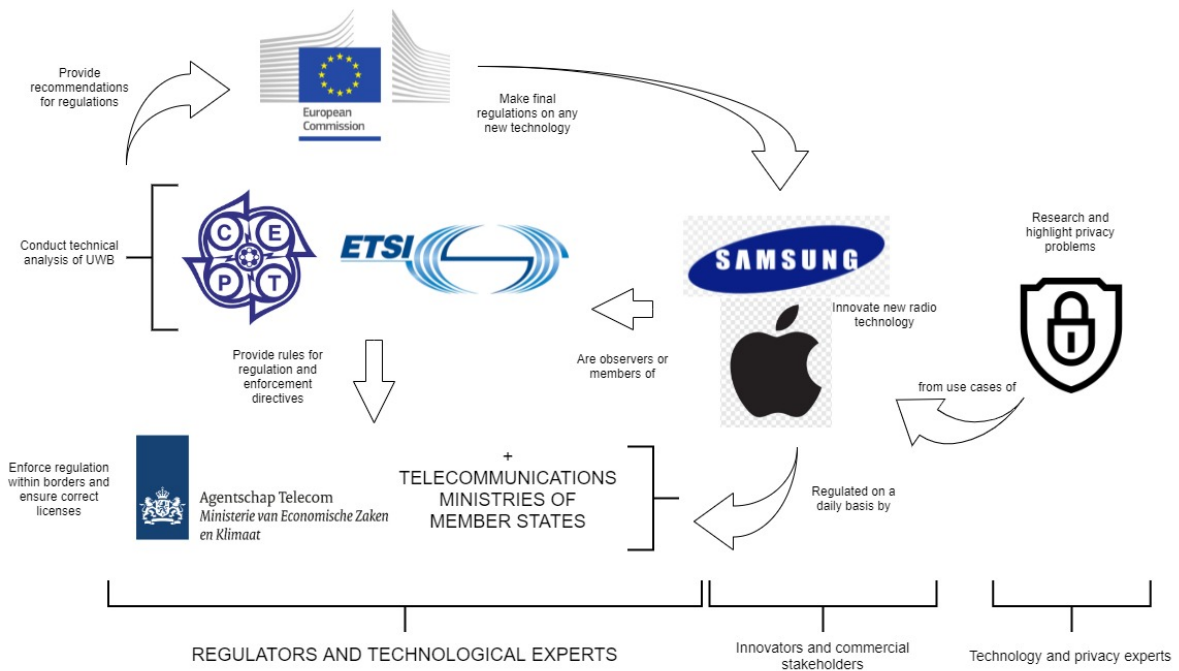 Provide
recommendations
for regulations
European
Commission
Make final
regulations on any
new technology
Conduct technical
analysis of UWB
C E
P T
ETSI
SAMSUNG
Innovate new radio
technology
Research and
highlight privacy
problems
Provide rules for
regulation and
enforcement
directives
Are observers or
members of
from use cases of
Enforce regulation
within borders and
ensure correct
licenses
Agentschap Telecom
Ministerie van Economische Zaken
en Klimaat
+
TELECOMMUNICATIONS
MINISTRIES OF
MEMBER STATES
Regulated on a
daily basis by
REGULATORS AND TECHNOLOGICAL EXPERTS
Innovators and commercial
stakeholders
Technology and privacy experts